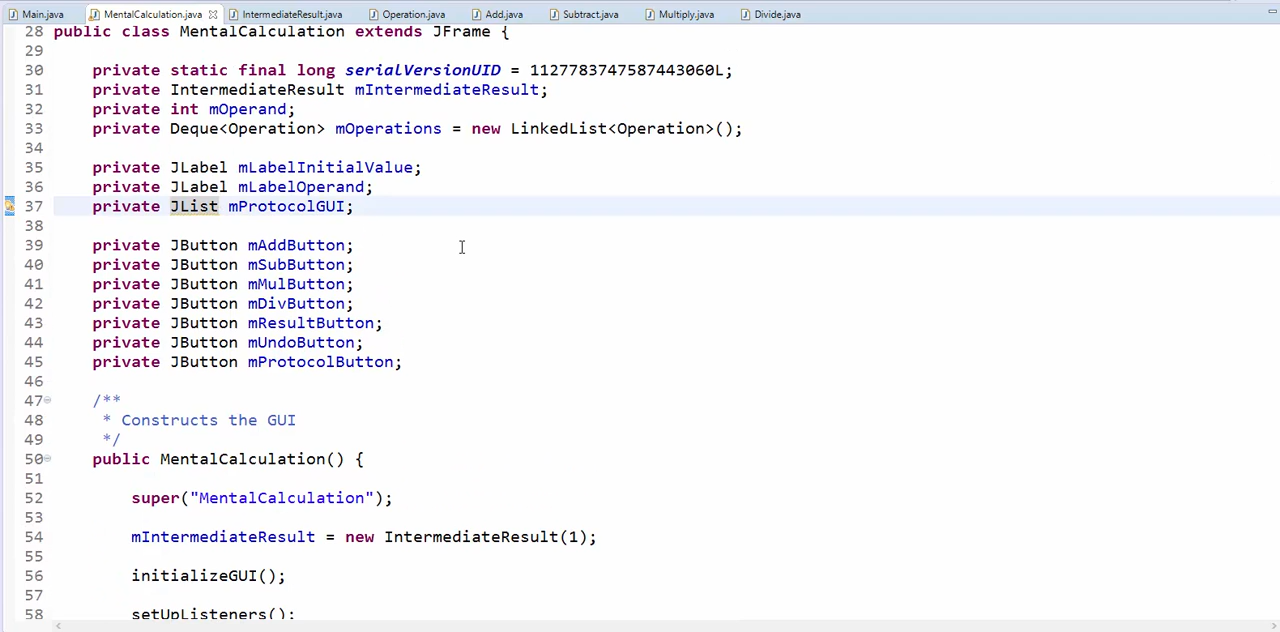 Main.java MentalCalculation.java IntermediateResult.java Operation.java Add.java Subtract.java Multiply.java Divide.java
28 public class MentalCalculation extends JFrame {
29
30 private static final long serialVersionUID = 1127783747587443060L;
31 private IntermediateResult mIntermediateResult;
32 private int mOperand;
33 private Deque<Operation> mOperations = new LinkedList<Operation>();
34
35 private JLabel mLabelInitialValue;
36 private JLabel mLabelOperand;
37 private JList mProtocolGUI;
38
39 private JButton mAddButton;
40 private JButton mSubButton;
41 private JButton mMulButton;
42 private JButton mDivButton;
43 private JButton mResultButton;
44 private JButton mUndoButton;
45 private JButton mProtocolButton;
46
47 /**
48 * Constructs the GUI
49 */
50 public MentalCalculation() {
51
52 super("MentalCalculation");
53
54 mIntermediateResult = new IntermediateResult(1);
55
56 initializeGUI();
57
58 setUpListeners();